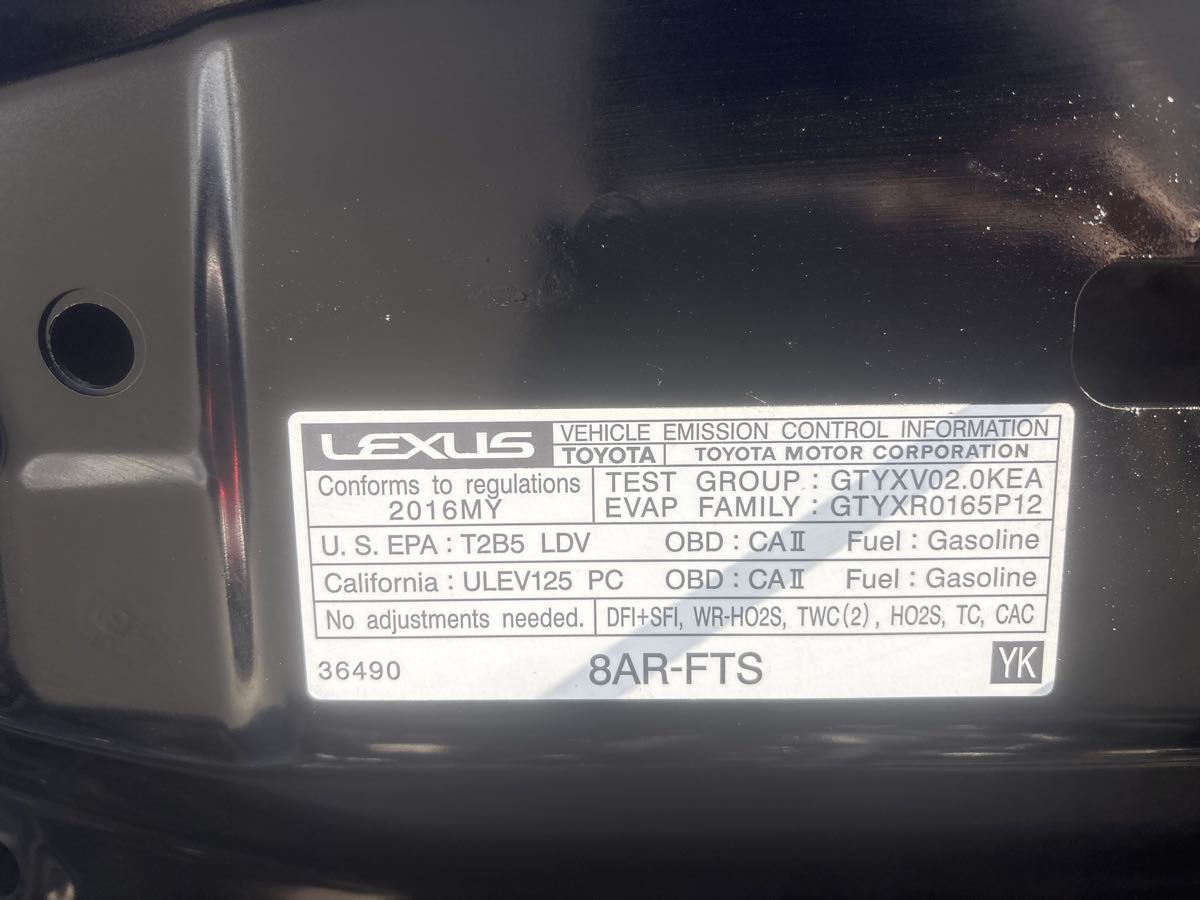 LEXUS
VEHICLE EMISSION CONTROL INFORMATION
TOYOTA TOYOTA MOTOR CORPORATION
Conforms to regulations
2016MY
TEST GROUP : GTYXV02.0KEA
EVAP FAMILY : GTYXR0165P12
U. S. EPA : T2B5 LDV OBD : CAⅡ Fuel : Gasoline
California : ULEV125 PC OBD : CAⅡ Fuel : Gasoline
No adjustments needed. DFI+SFI, WR-HO2S, TWC(2), HO2S, TC, CAC
36490 8AR-FTS YK